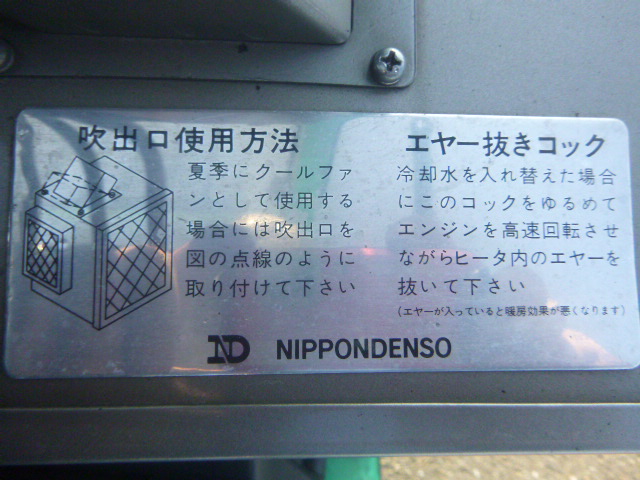 吹出口使用方法
夏季にクールファ
ンとして使用する
場合には吹出口を
図の点線のように
取り付けて下さい
エヤー抜きコック
冷却水を入れ替えた場合
にこのコックをゆるめて
エンジンを高速回転させ
ながらヒータ内のエヤーを
抜いて下さい
(エヤーが入っていると暖房効果が悪くなります)
ND NIPPONDENSO